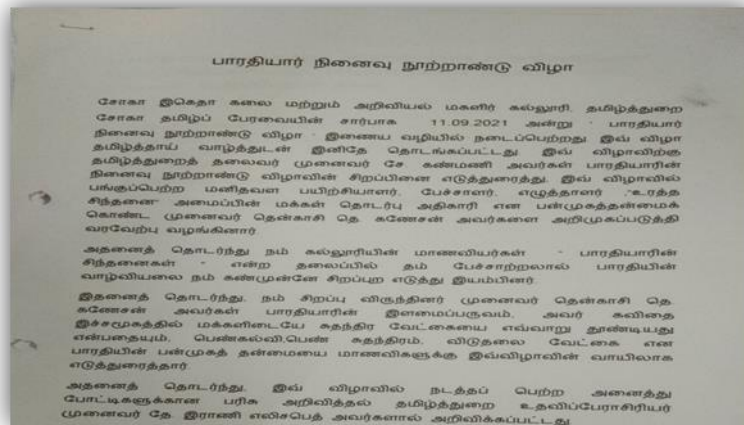 பாரதியார் நினைவு நூற்றாண்டு விழா
சோகா இகெதா கலை மற்றும் அறிவியல் மகளிர் கல்லூரி, தமிழ்த்துறை
சோகா தமிழ்ப் பேரவையின் சார்பாக 11.09.2021 அன்று - பாரதியார்
நினைவு நூற்றாண்டு விழா - இணைய வழியில் நடைப்பெற்றது இவ் விழா
தமிழ்த்தாய் வாழ்த்துடன் இனிதே தொடங்கப்பட்டது இவ் விழாவிற்கு
தமிழ்த்துறைத் தலைவர் முனைவர் சே கண்மணி அவர்கள் பாரதியாரின்
நினைவு நூற்றாண்டு விழாவின் சிறப்பினை எடுத்துரைத்து, இவ் விழாவில்
பங்குப்பெற்ற மனிதவள பயிற்சியாளர், பேச்சாளர், எழுத்தாளர் -"உரத்த
சிந்தனை" அமைப்பின் மக்கள் தொடர்பு அதிகாரி என பன்முகத்தன்மைக்
கொண்ட முனைவர் தென்காசி தெ கணேசன் அவர்களை அறிமுகப்படுத்தி
வரவேற்பு வழங்கினார்.
அதனைத் தொடர்ந்து நம் கல்லூரியின் மாணவியர்கள் - பாரதியாரின்
சிந்தனைகள் - என்ற தலைப்பில் தம் பேச்சாற்றலால் பாரதியின்
வாழ்வியலை நம் கண்முன்னே சிறப்புற எடுத்து இயம்பினர்.
இதனைத் தொடர்ந்து, நம் சிறப்பு விருந்தினர் முனைவர் தென்காசி தெ
கணேசன் அவர்கள் பாரதியாரின் இளமைப்பருவம், அவர் கவிதை
இச்சமூகத்தில் மக்களிடையே சுதந்திர வேட்கையை எவ்வாறு தூண்டியது
என்பதையும், பெண்கல்வி,பெண் சுதந்திரம், விடுதலை வேட்கை என
பாரதியின் பன்முகத் தன்மையை மாணவிகளுக்கு இவ்விழாவின் வாயிலாக
எடுத்துரைத்தார்.
அதனைத் தொடர்ந்து, இவ் விழாவில் நடத்தப் பெற்ற அனைத்து
போட்டிகளுக்கான பரிசு அறிவித்தல் தமிழ்த்துறை உதவிப்பேராசிரியர்
முனைவர் தே. இராணி எலிசபெத் அவர்களால் அறிவிக்கப்பட்டது